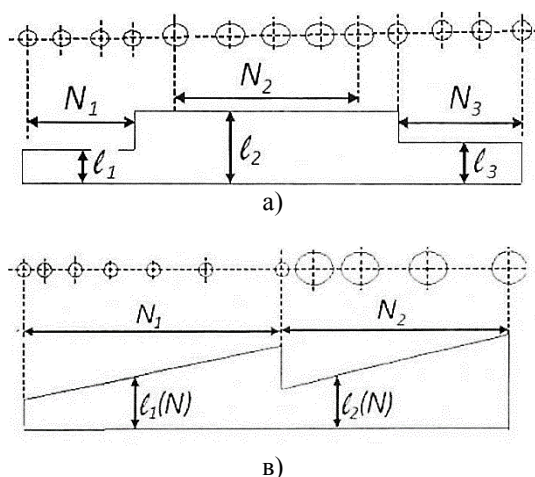 N₁ N₂ N₃
ℓ₁ ℓ₂ ℓ₃
а)
N₁ N₂
ℓ₁(N) ℓ₂(N)
в)